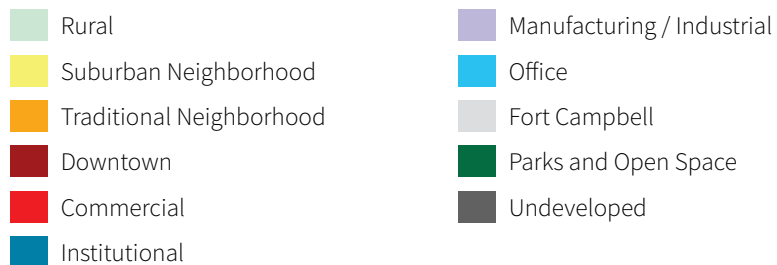 Rural
Suburban Neighborhood
Traditional Neighborhood
Downtown
Commercial
Institutional
Manufacturing / Industrial
Office
Fort Campbell
Parks and Open Space
Undeveloped